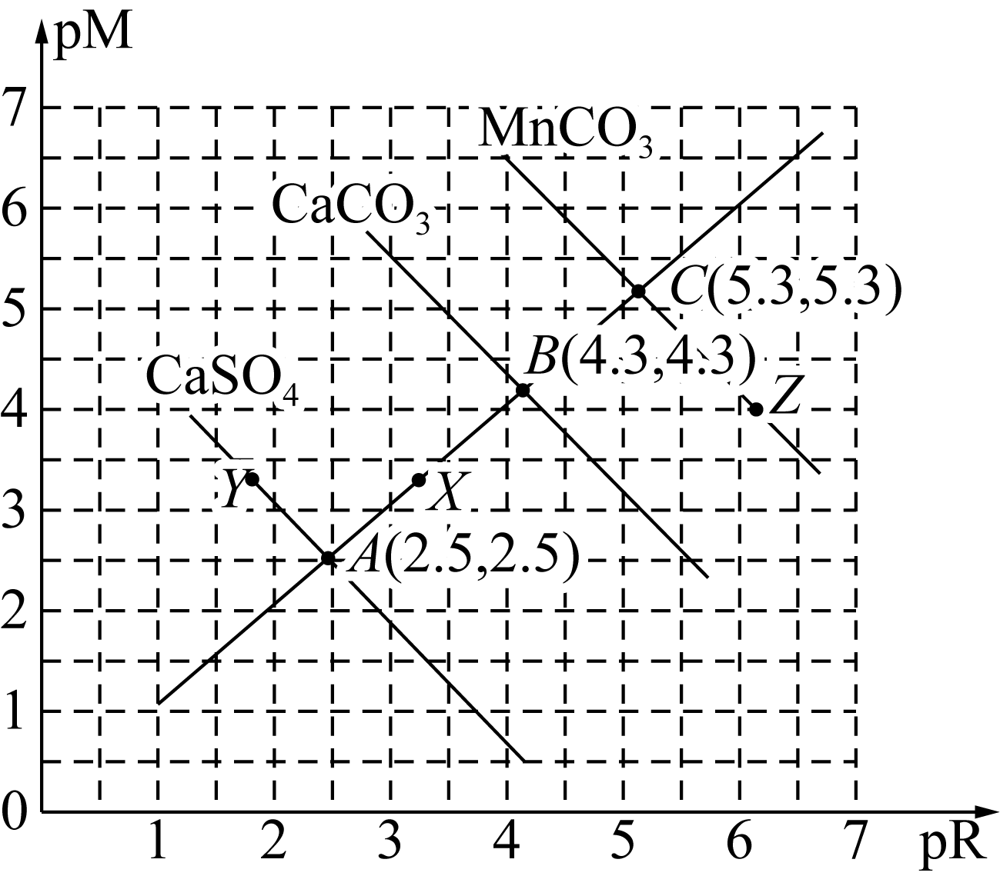 pM
7
MnCO₃
6
CaCO₃
5
C(5.3,5.3)
B(4.3,4.3)
CaSO₄
4
Z
Y
X
3
A(2.5,2.5)
2
1
0
1 2 3 4 5 6 7 pR